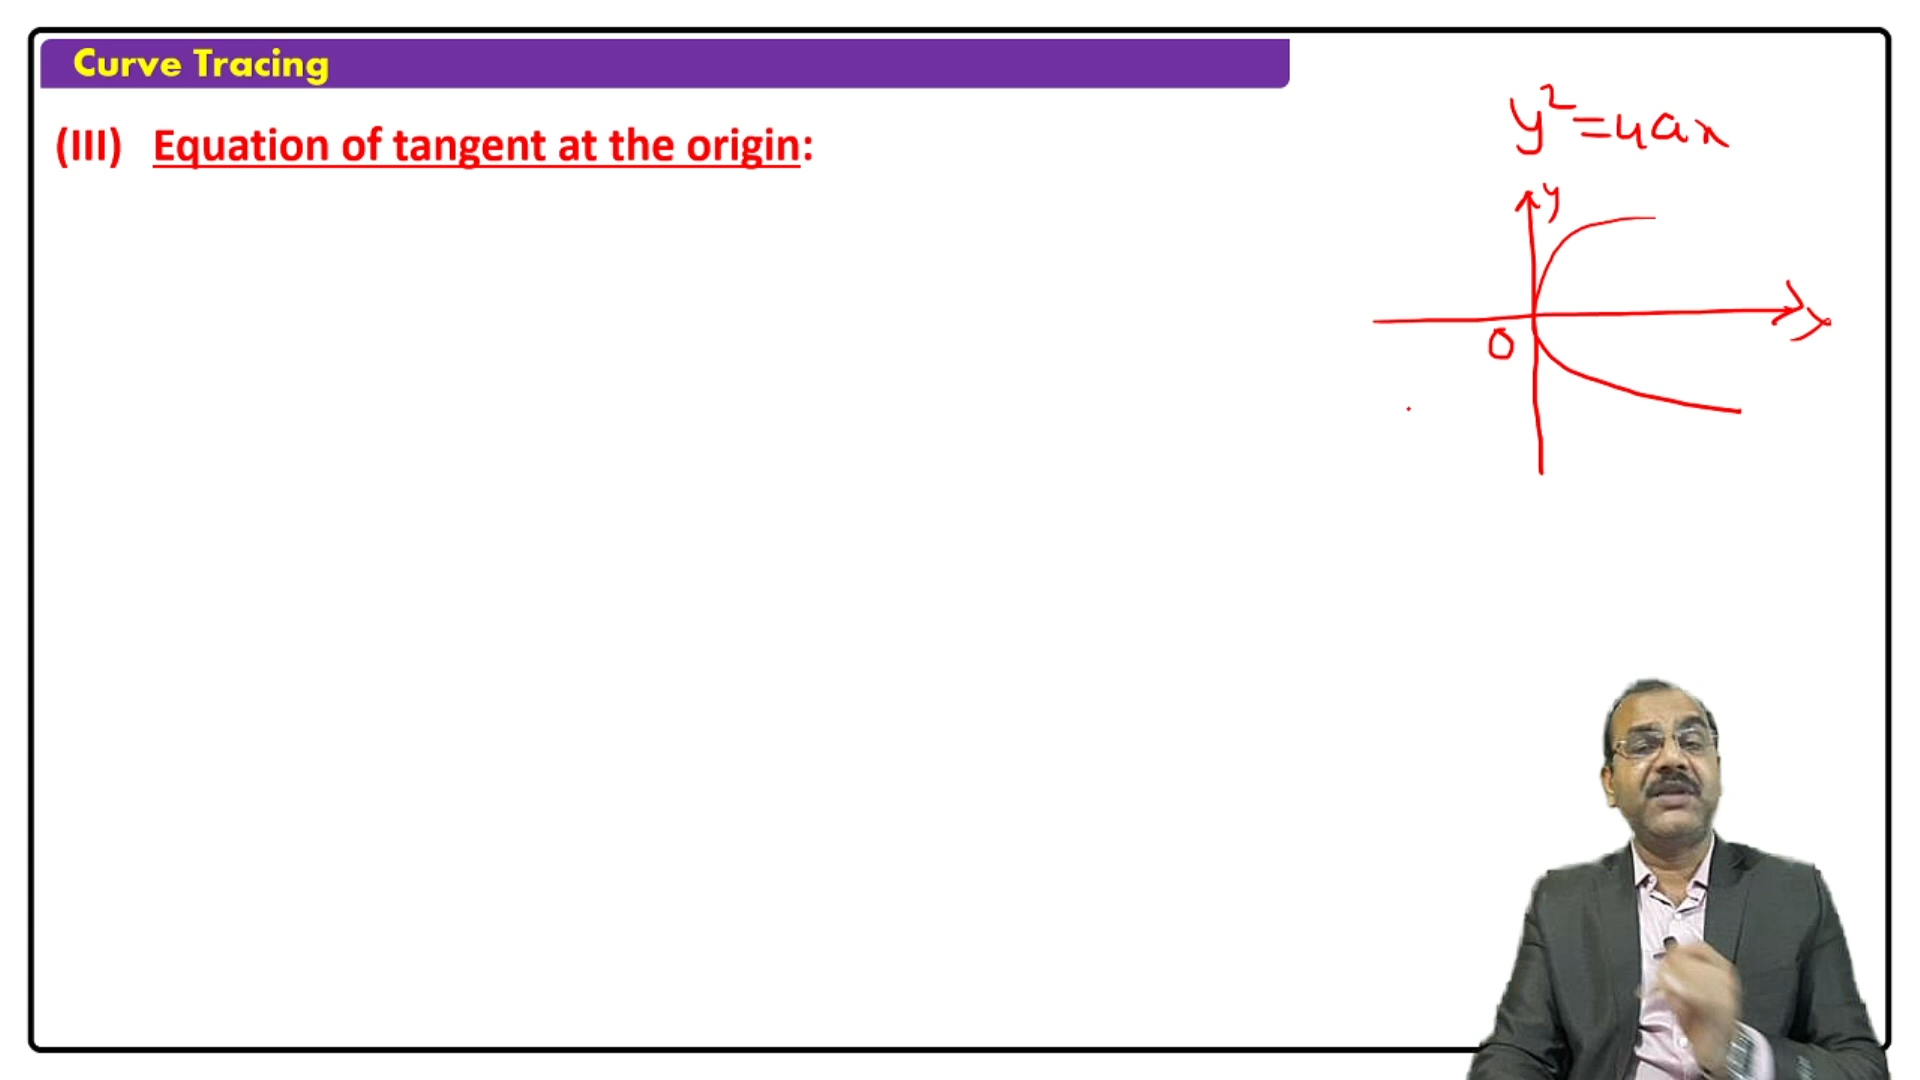 Curve Tracing
(III) Equation of tangent at the origin:
y²=4ax
y
x
O